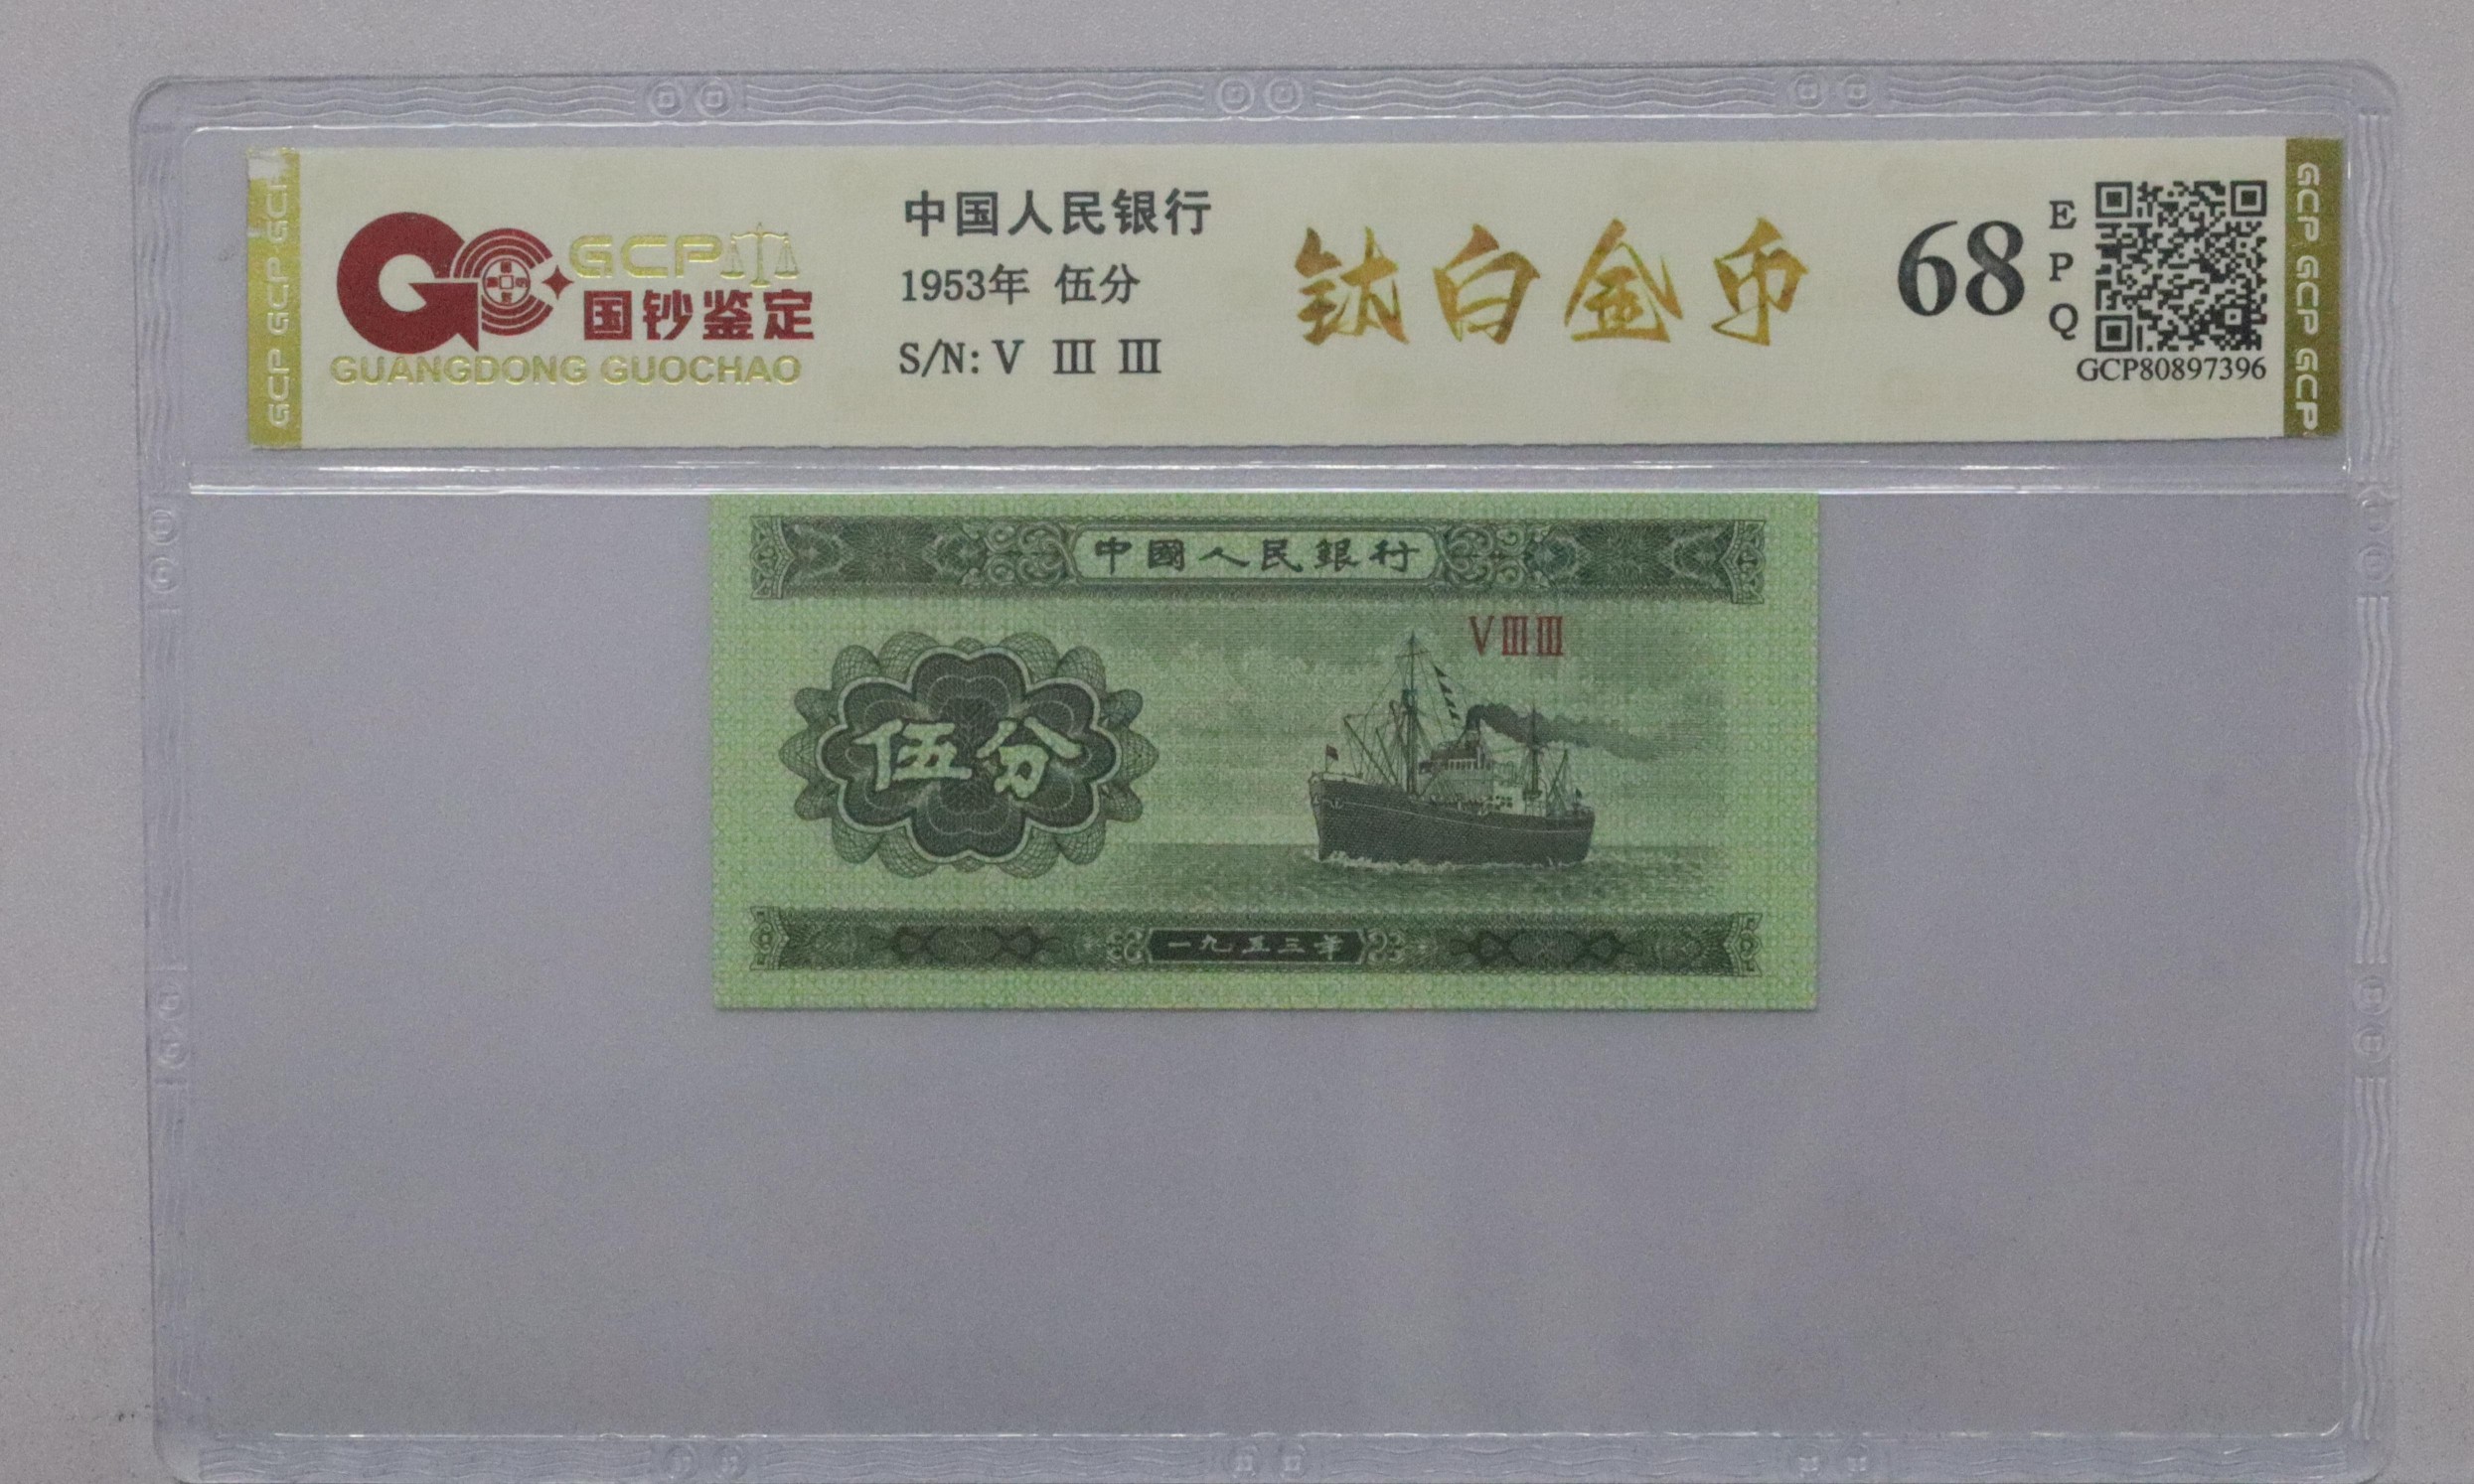 GCP GCP GCP
GCP
国钞鉴定
GUANGDONG GUOCHAO
中国人民银行
1953年 伍分
S/N: V III III
钛白金币
68
E
P
Q
GCP80897396
GCP GCP GCP
中國人民銀行
V III III
伍分
一九五三年